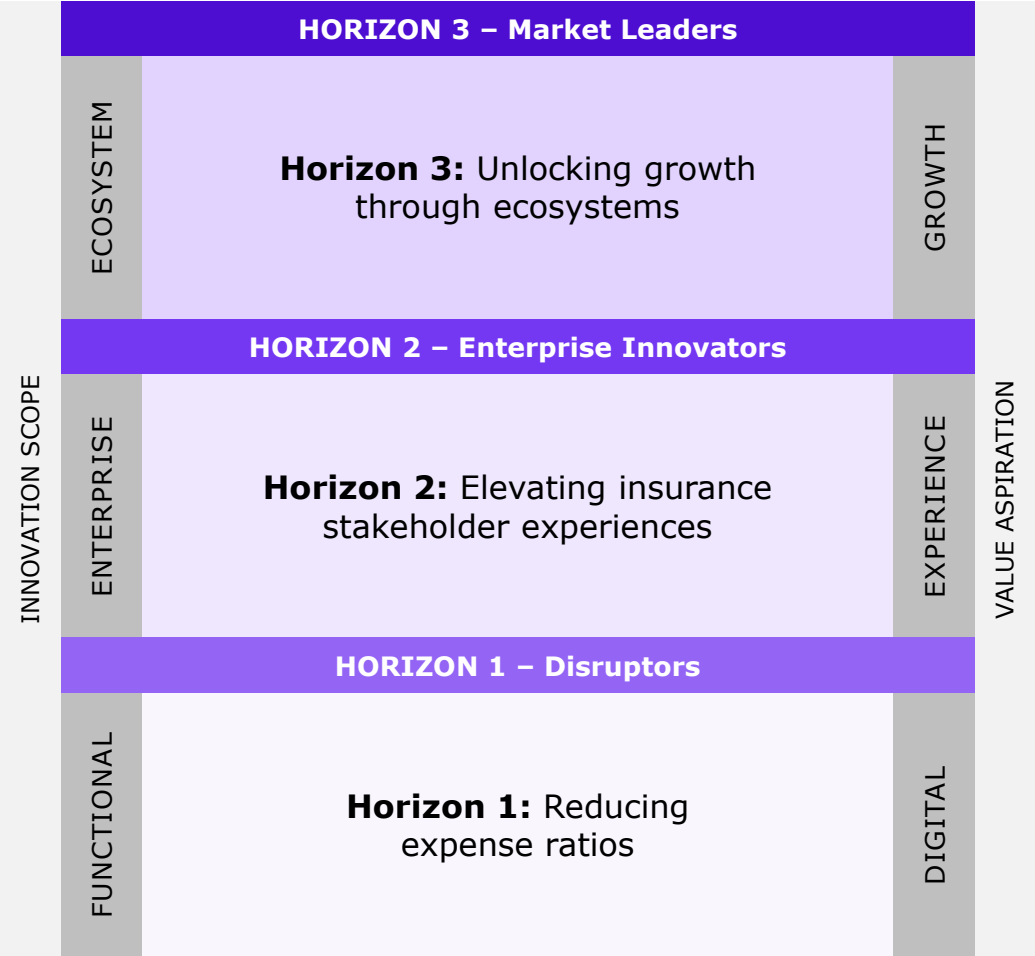 HORIZON 3 – Market Leaders
ECOSYSTEM
Horizon 3: Unlocking growth
through ecosystems
GROWTH
INNOVATION SCOPE
HORIZON 2 – Enterprise Innovators
ENTERPRISE
Horizon 2: Elevating insurance
stakeholder experiences
EXPERIENCE
VALUE ASPIRATION
HORIZON 1 – Disruptors
FUNCTIONAL
Horizon 1: Reducing
expense ratios
DIGITAL